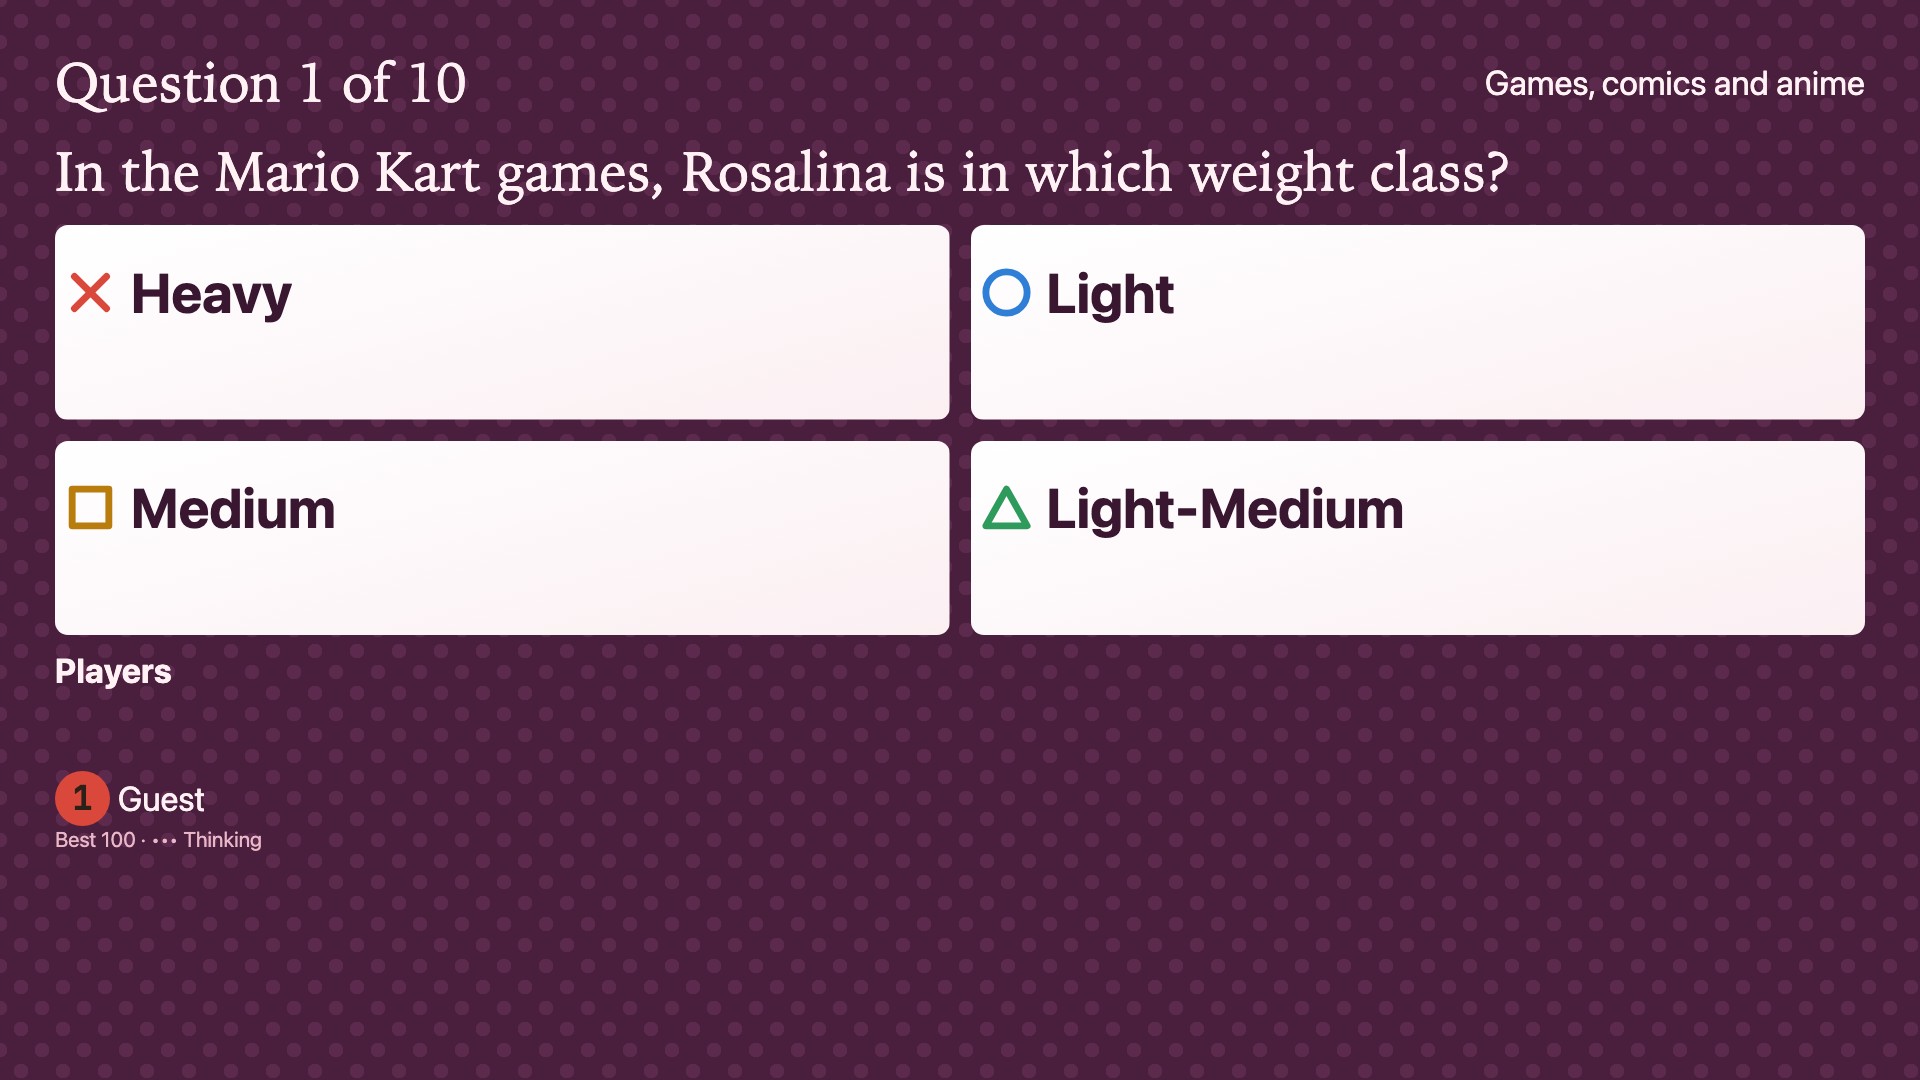 Question 1 of 10
Games, comics and anime
In the Mario Kart games, Rosalina is in which weight class?
Heavy
Light
Medium
Light-Medium
Players
1 Guest
Best 100 · ••• Thinking